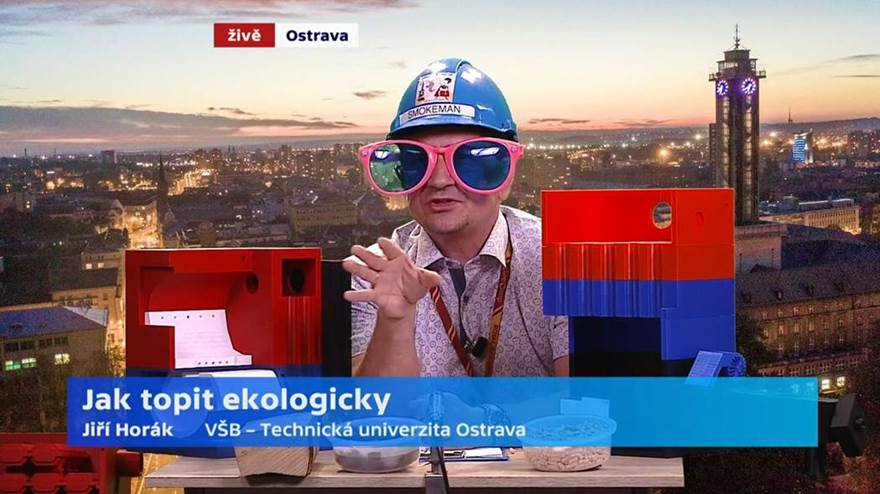 živě Ostrava
SMOKEMAN
Jak topit ekologicky
Jiří Horák VŠB – Technická univerzita Ostrava